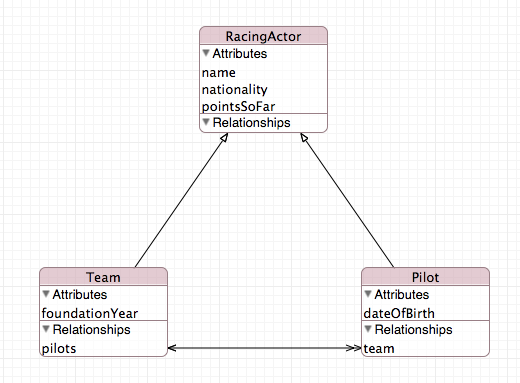 RacingActor
Attributes
name
nationality
pointsSoFar
Relationships
Team
Attributes
foundationYear
Relationships
pilots
Pilot
Attributes
dateOfBirth
Relationships
team